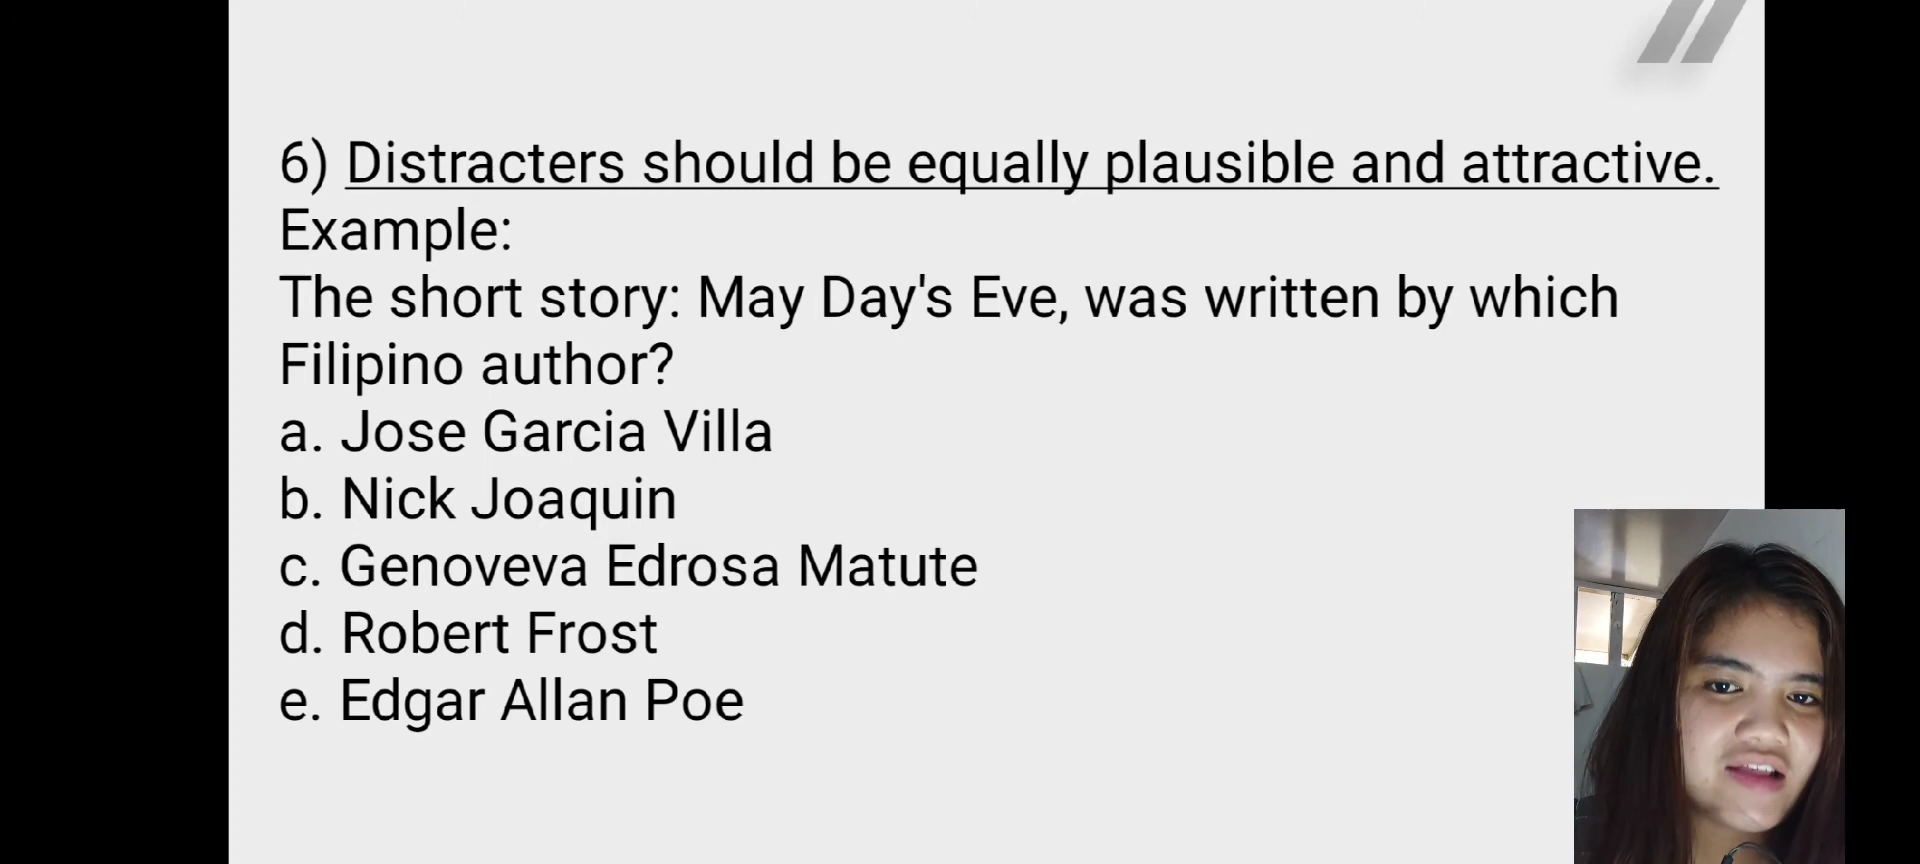 6) Distracters should be equally plausible and attractive.
Example:
The short story: May Day's Eve, was written by which
Filipino author?
a. Jose Garcia Villa
b. Nick Joaquin
c. Genoveva Edrosa Matute
d. Robert Frost
e. Edgar Allan Poe